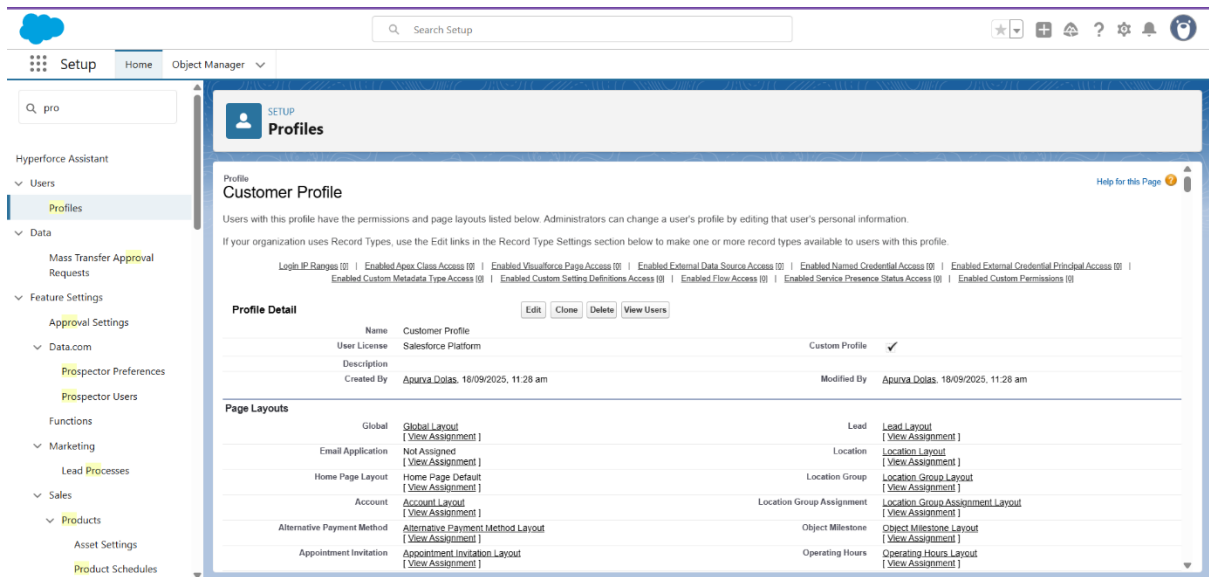 Search Setup
Setup Home Object Manager
pro
Hyperforce Assistant
Users
Profiles
Data
Mass Transfer Approval
Requests
Feature Settings
Approval Settings
Data.com
Prospector Preferences
Prospector Users
Functions
Marketing
Lead Processes
Sales
Products
Asset Settings
Product Schedules
SETUP
Profiles
Profile
Customer Profile
Help for this Page
Users with this profile have the permissions and page layouts listed below. Administrators can change a user's profile by editing that user's personal information.
If your organization uses Record Types, use the Edit links in the Record Type Settings section below to make one or more record types available to users with this profile.
Login IP Ranges [0] | Enabled Apex Class Access [0] | Enabled Visualforce Page Access [0] | Enabled External Data Source Access [0] | Enabled Named Credential Access [0] | Enabled External Credential Principal Access [0] |
Enabled Custom Metadata Type Access [0] | Enabled Custom Setting Definitions Access [0] | Enabled Flow Access [0] | Enabled Service Presence Status Access [0] | Enabled Custom Permissions [0]
Profile Detail Edit Clone Delete View Users
Name Customer Profile
User License Salesforce Platform Custom Profile ✓
Description
Created By Apurva Dolas, 18/09/2025, 11:28 am Modified By Apurva Dolas, 18/09/2025, 11:28 am
Page Layouts
Global Global Layout Lead Lead Layout
[ View Assignment ] [ View Assignment ]
Email Application Not Assigned Location Location Layout
[ View Assignment ] [ View Assignment ]
Home Page Layout Home Page Default Location Group Location Group Layout
[ View Assignment ] [ View Assignment ]
Account Account Layout Location Group Assignment Location Group Assignment Layout
[ View Assignment ] [ View Assignment ]
Alternative Payment Method Alternative Payment Method Layout Object Milestone Object Milestone Layout
[ View Assignment ] [ View Assignment ]
Appointment Invitation Appointment Invitation Layout Operating Hours Operating Hours Layout
[ View Assignment ] [ View Assignment ]